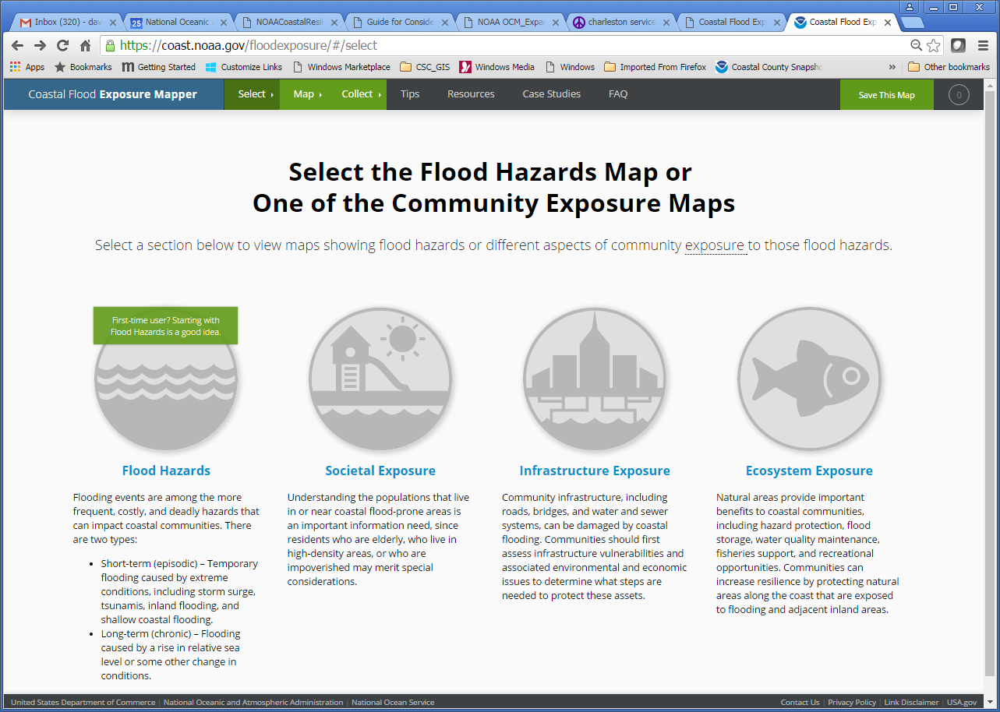 Inbox (320) - dav
25 National Oceanic
NOAACoastalResil
Guide for Conside
NOAA OCM_Expa
charleston service
Coastal Flood Exp
Coastal Flood Exp
https://coast.noaa.gov/floodexposure/#/select
Apps
Bookmarks
Getting Started
Customize Links
Windows Marketplace
CSC_GIS
Windows Media
Windows
Imported From Firefox
Coastal County Snapsho
»
Other bookmarks
Coastal Flood Exposure Mapper
Select
Map
Collect
Tips
Resources
Case Studies
FAQ
Save This Map
0
Select the Flood Hazards Map or
One of the Community Exposure Maps
Select a section below to view maps showing flood hazards or different aspects of community exposure to those flood hazards.
First-time user? Starting with
Flood Hazards is a good idea.
Flood Hazards
Flooding events are among the more
frequent, costly, and deadly hazards that
can impact coastal communities. There
are two types:
• Short-term (episodic) – Temporary
flooding caused by extreme
conditions, including storm surge,
tsunamis, inland flooding, and
shallow coastal flooding.
• Long-term (chronic) – Flooding
caused by a rise in relative sea
level or some other change in
conditions.
Societal Exposure
Understanding the populations that live
in or near coastal flood-prone areas is
an important information need, since
residents who are elderly, who live in
high-density areas, or who are
impoverished may merit special
considerations.
Infrastructure Exposure
Community infrastructure, including
roads, bridges, and water and sewer
systems, can be damaged by coastal
flooding. Communities should first
assess infrastructure vulnerabilities and
associated environmental and economic
issues to determine what steps are
needed to protect these assets.
Ecosystem Exposure
Natural areas provide important
benefits to coastal communities,
including hazard protection, flood
storage, water quality maintenance,
fisheries support, and recreational
opportunities. Communities can
increase resilience by protecting natural
areas along the coast that are exposed
to flooding and adjacent inland areas.
United States Department of Commerce | National Oceanic and Atmospheric Administration | National Ocean Service
Contact Us | Privacy Policy | Link Disclaimer | USA.gov